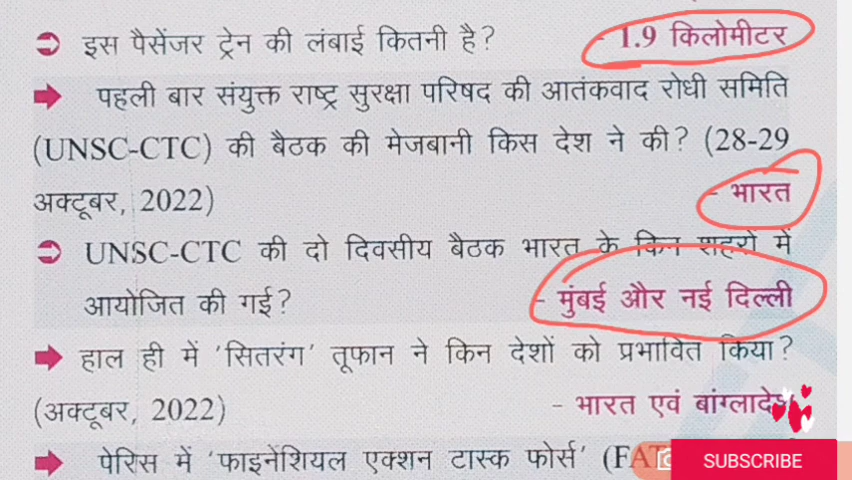 इस पैसेंजर ट्रेन की लंबाई कितनी है? - 1.9 किलोमीटर
पहली बार संयुक्त राष्ट्र सुरक्षा परिषद की आतंकवाद रोधी समिति
(UNSC-CTC) की बैठक की मेजबानी किस देश ने की? (28-29
अक्टूबर, 2022) - भारत
UNSC-CTC की दो दिवसीय बैठक भारत के किन शहरों में
आयोजित की गई? - मुंबई और नई दिल्ली
हाल ही में 'सितरंग' तूफान ने किन देशों को प्रभावित किया?
(अक्टूबर, 2022) - भारत एवं बांग्लादेश
पेरिस में 'फाइनेंशियल एक्शन टास्क फोर्स'
SUBSCRIBE